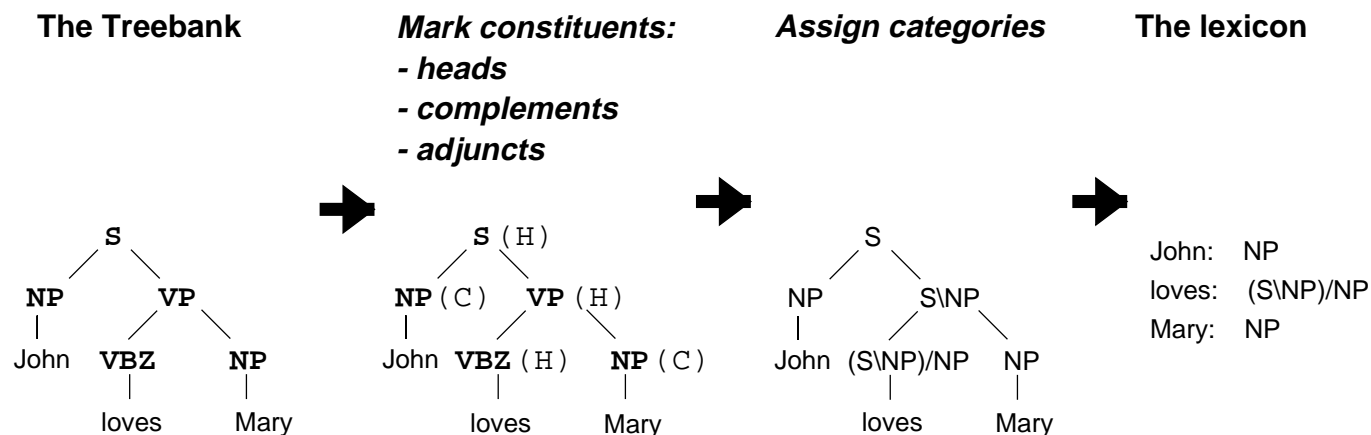 The Treebank
S
NP VP
John VBZ NP
loves Mary
Mark constituents:
- heads
- complements
- adjuncts
S (H)
NP (C) VP (H)
John VBZ (H) NP (C)
loves Mary
Assign categories
S
NP S\NP
John (S\NP)/NP NP
loves Mary
The lexicon
John: NP
loves: (S\NP)/NP
Mary: NP